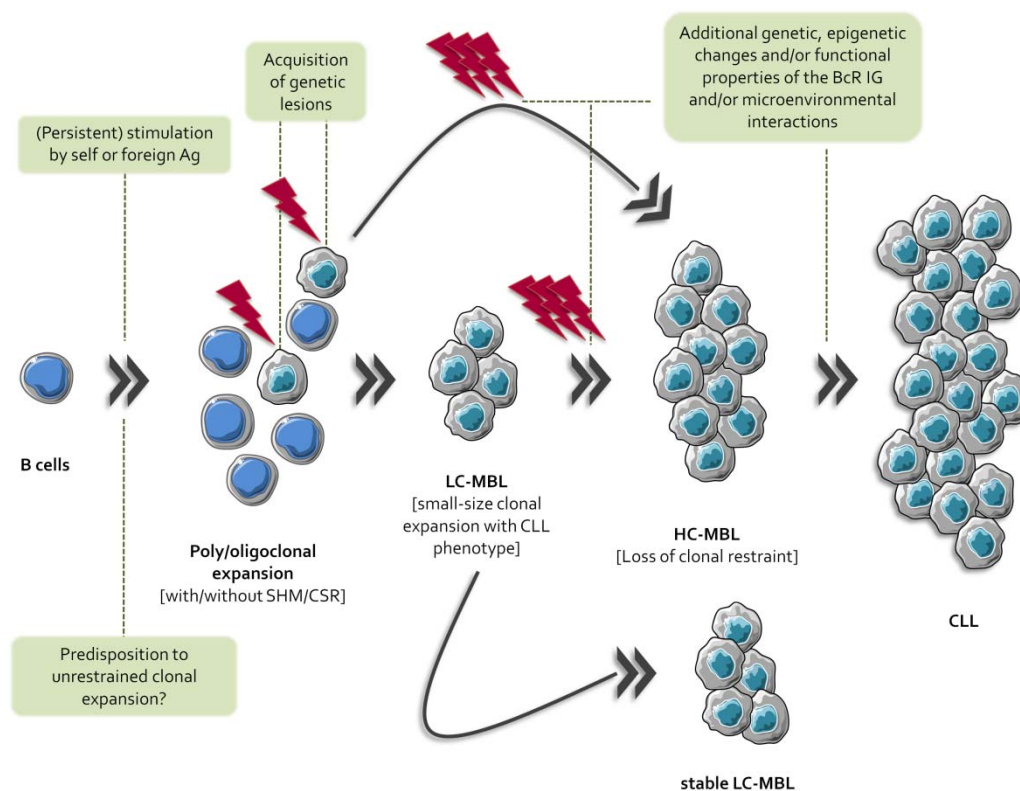 Acquisition
of genetic
lesions
Additional genetic, epigenetic
changes and/or functional
properties of the BcR IG
and/or microenvironmental
interactions
(Persistent) stimulation
by self or foreign Ag
B cells
Poly/oligoclonal
expansion
[with/without SHM/CSR]
LC-MBL
[small-size clonal
expansion with CLL
phenotype]
HC-MBL
[Loss of clonal restraint]
CLL
Predisposition to
unrestrained clonal
expansion?
stable LC-MBL